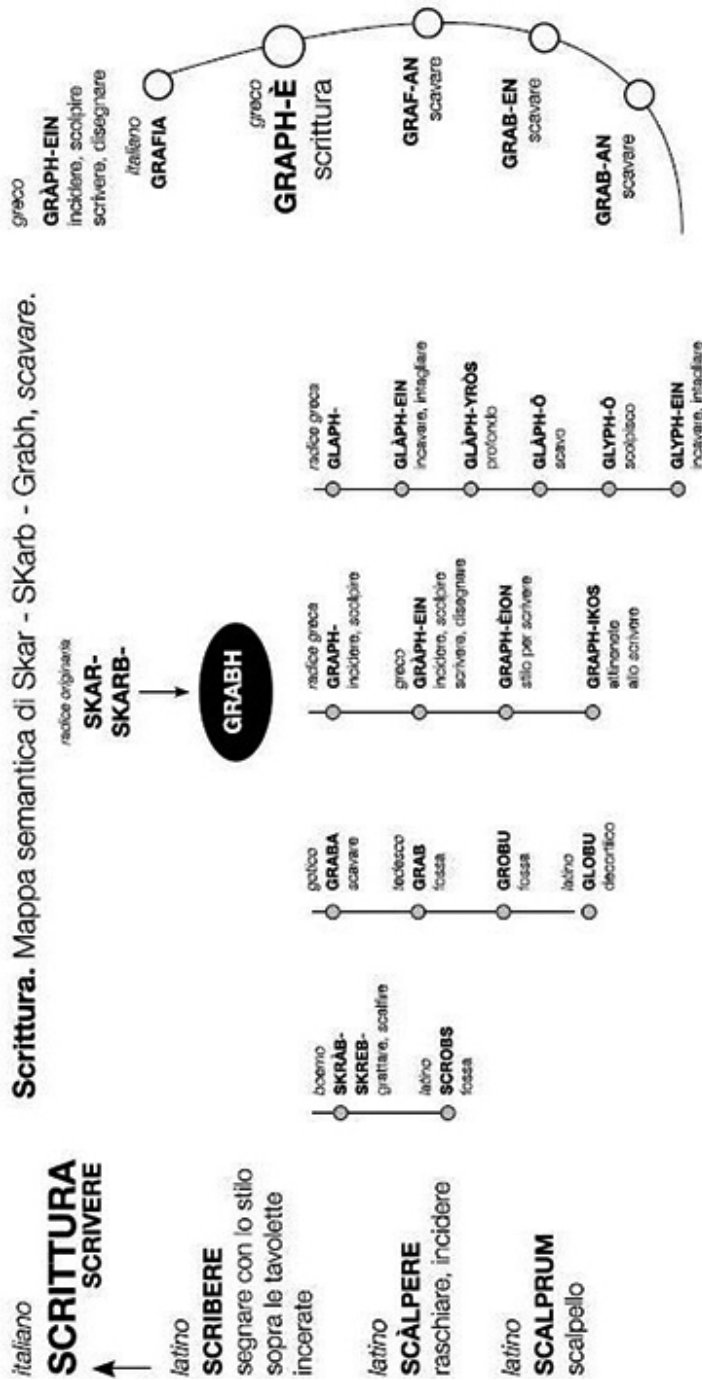 Scrittura. Mappa semantica di Skar - SKarb - Grabh, scavare.
italiano
SCRITTURA
SCRIVERE
latino
SCRIBERE
segnare con lo stilo
sopra le tavolette
incerate
latino
SCÀLPERE
raschiare, incidere
latino
SCALPRUM
scalpello
radice originaria
SKAR-
SKARB-
GRABH
boemo
SKRÀB-
SKREB-
grattare, scalfire
latino
SCROBS
fossa
gotico
GRABA
scavare
tedesco
GRAB
fossa
GROBU
fossa
latino
GLOBU
decortico
radice greca
GRAPH-
incidere, scolpire
greco
GRÀPH-EIN
incidere, scolpire
scrivere, disegnare
GRAPH-ÈION
stilo per scrivere
GRAPH-IKOS
attinenete
allo scrivere
radice greca
GLAPH-
GLÀPH-EIN
incavare, intagliare
GLÀPH-YRÒS
profondo
GLÀPH-Ô
scavo
GLYPH-Ô
scolpisco
GLYPH-EIN
incavare, intagliare
greco
GRÀPH-EIN
incidere, scolpire
scrivere, disegnare
italiano
GRAFIA
greco
GRAPH-È
scrittura
GRAF-AN
scavare
GRAB-EN
scavare
GRAB-AN
scavare